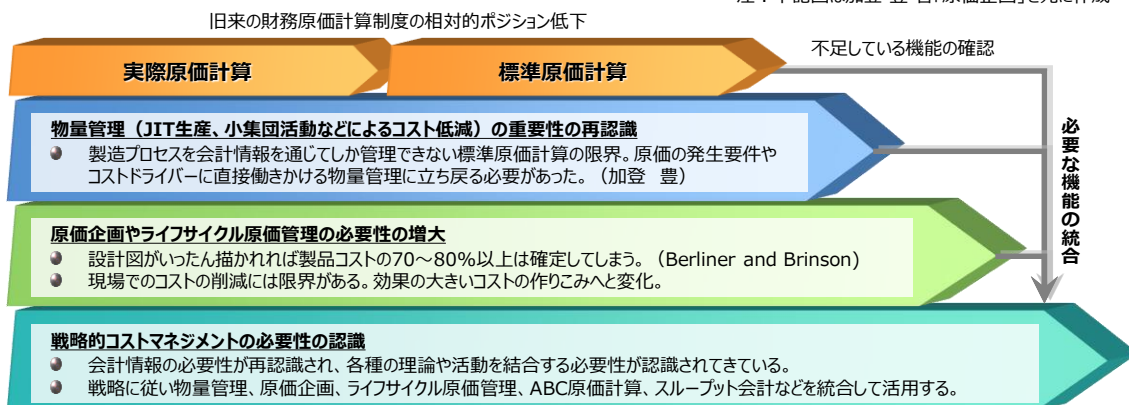 旧来の財務原価計算制度の相対的ポジション低下
不足している機能の確認
実際原価計算
標準原価計算
物量管理（JIT生産、小集団活動などによるコスト低減）の重要性の再認識
製造プロセスを会計情報を通じてしか管理できない標準原価計算の限界。原価の発生要件や
コストドライバーに直接働きかける物量管理に立ち戻る必要があった。（加登　豊）
原価企画やライフサイクル原価管理の必要性の増大
設計図がいったん描かれれば製品コストの70～80%以上は確定してしまう。（Berliner and Brinson)
現場でのコストの削減には限界がある。効果の大きいコストの作りこみへと変化。
戦略的コストマネジメントの必要性の認識
会計情報の必要性が再認識され、各種の理論や活動を結合する必要性が認識されてきている。
戦略に従い物量管理、原価企画、ライフサイクル原価管理、ABC原価計算、スループット会計などを統合して活用する。
必要な機能の統合